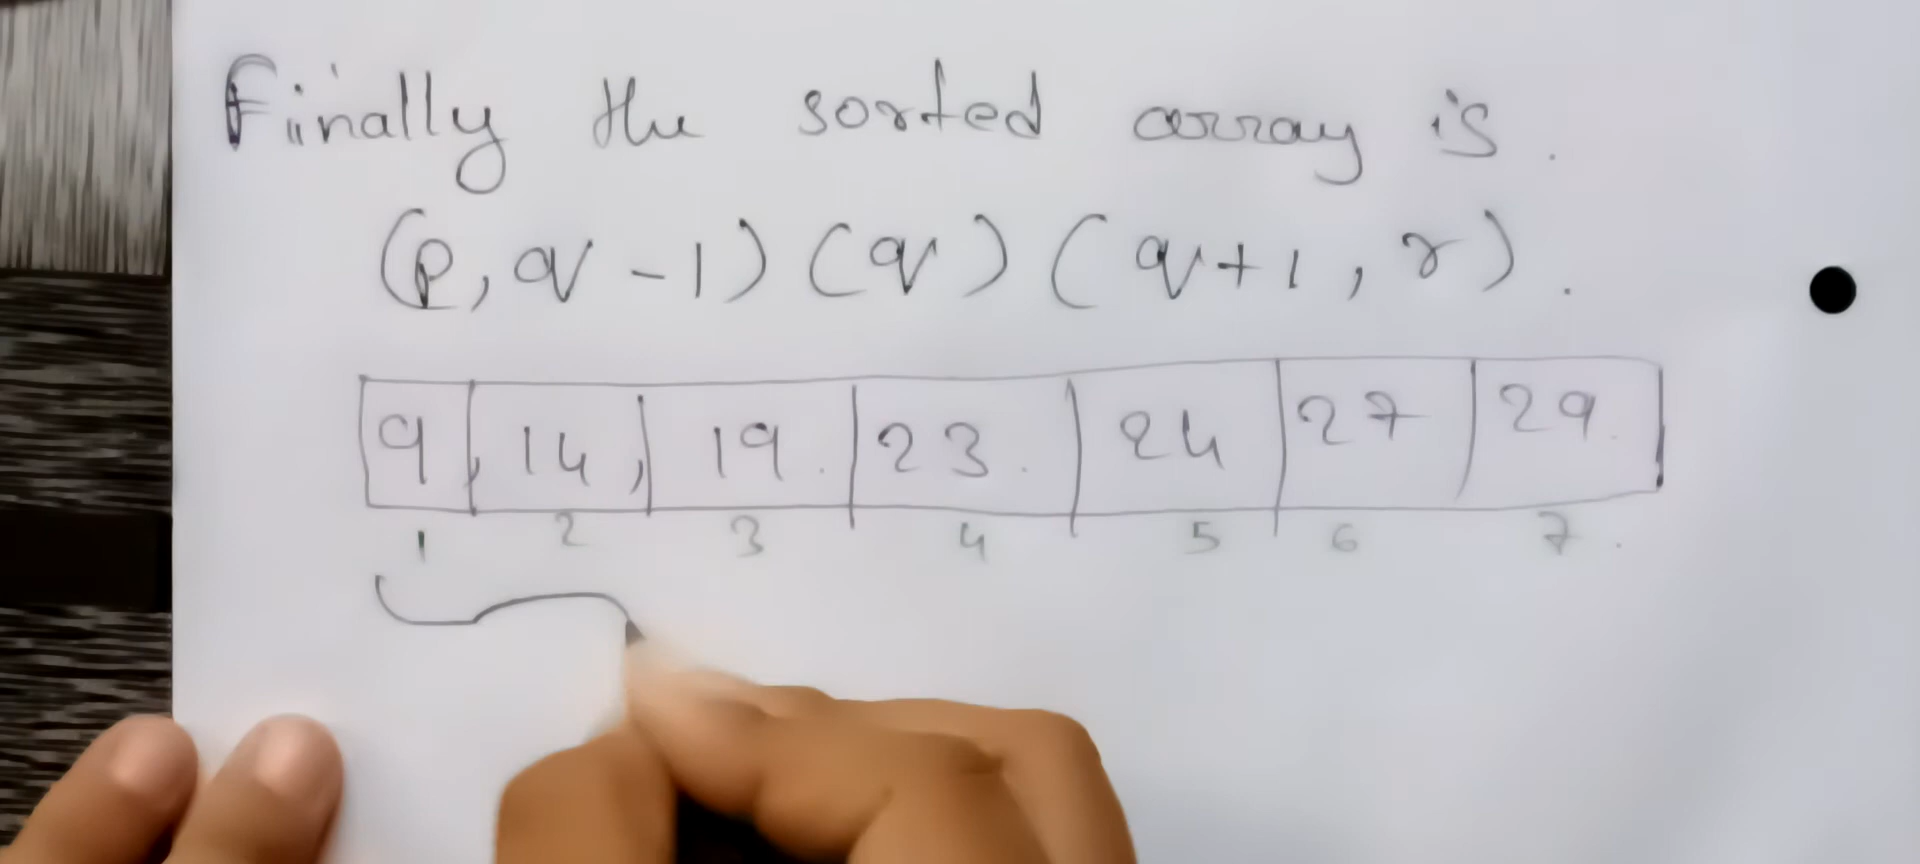 Finally the sorted array is.
(p, q - 1) (q) (q + 1, r).
9, 14, 19. 23. 24 27 29.
1 2 3 4 5 6 7.